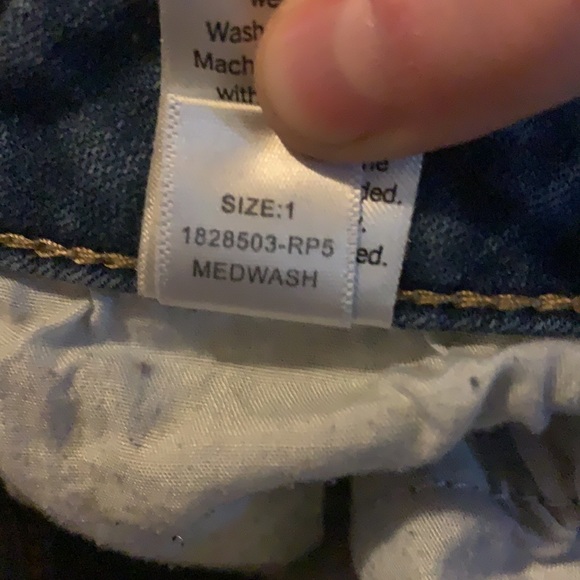 Wash
Mach
with
SIZE:1
1828503-RP5
MEDWASH
ded.
ed.